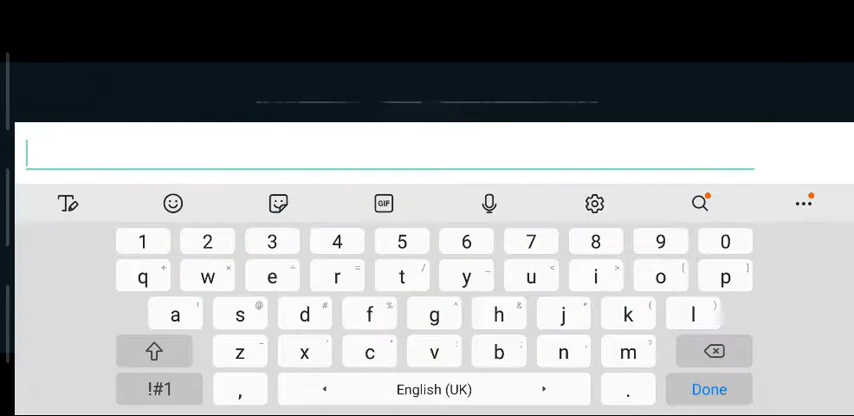 GIF
1 2 3 4 5 6 7 8 9 0
q + w × e ÷ r = t / y _ u < i > o [ p ]
a ! s @ d # f % g ^ h & j * k ( l )
z - x ' c " v : b ; n , m ?
!#1 , English (UK) . Done